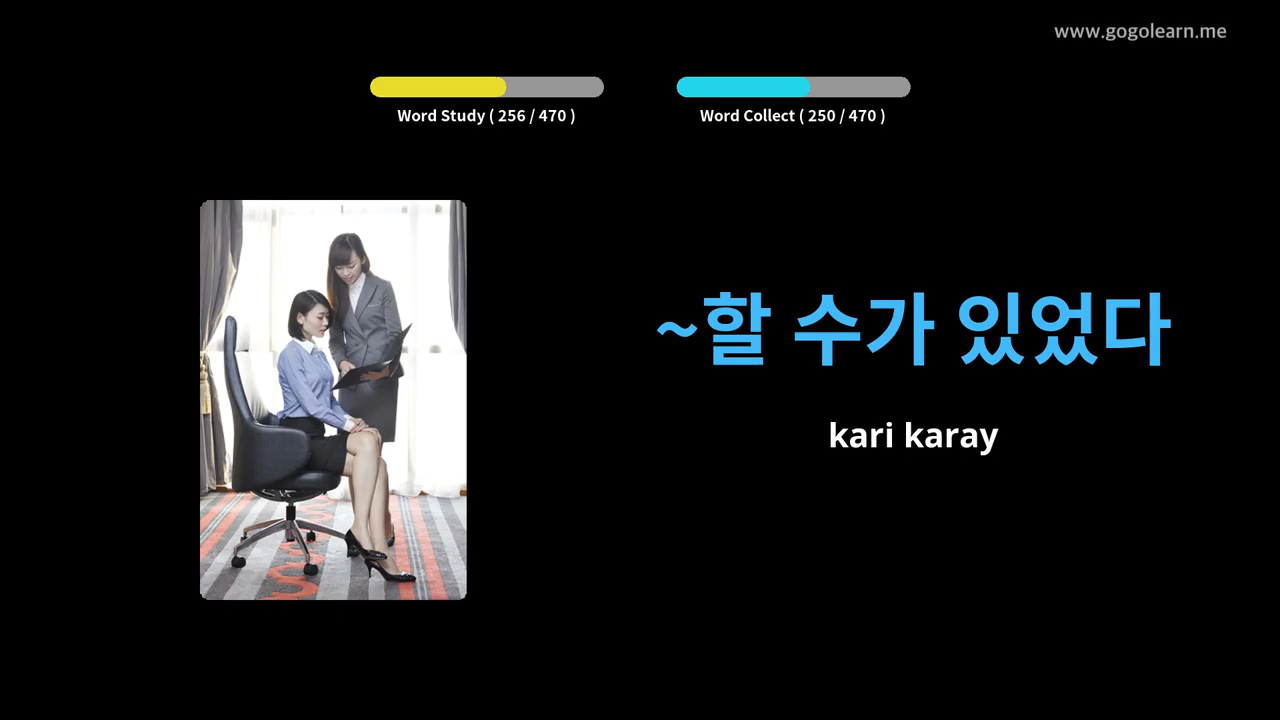 www.gogolearn.me
Word Study ( 256 / 470 )
Word Collect ( 250 / 470 )
~할 수가 있었다
kari karay